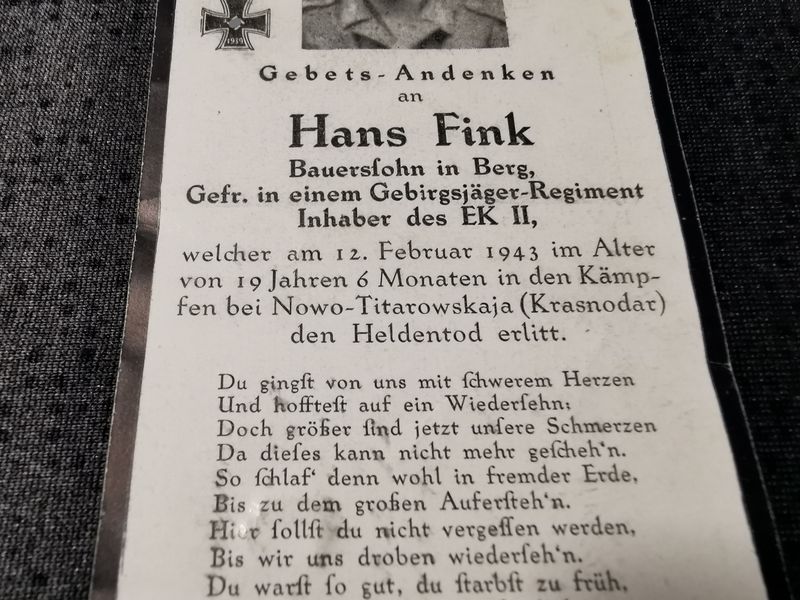 1939
Gebets-Andenken
an
Hans Fink
Bauersſohn in Berg,
Gefr. in einem Gebirgsjäger-Regiment
Inhaber des EK II,
welcher am 12. Februar 1943 im Alter
von 19 Jahren 6 Monaten in den Kämp-
fen bei Nowo-Titarowskaja (Krasnodar)
den Heldentod erlitt.
Du gingſt von uns mit ſchwerem Herzen
Und hoffteſt auf ein Wiederſehn;
Doch größer ſind jetzt unſere Schmerzen
Da dieſes kann nicht mehr geſcheh'n.
So ſchlaf' denn wohl in fremder Erde,
Bis zu dem großen Auferſteh'n.
Hier ſollſt du nicht vergeſſen werden,
Bis wir uns droben wiederſeh'n.
Du warſt ſo gut, du ſtarbſt zu früh,